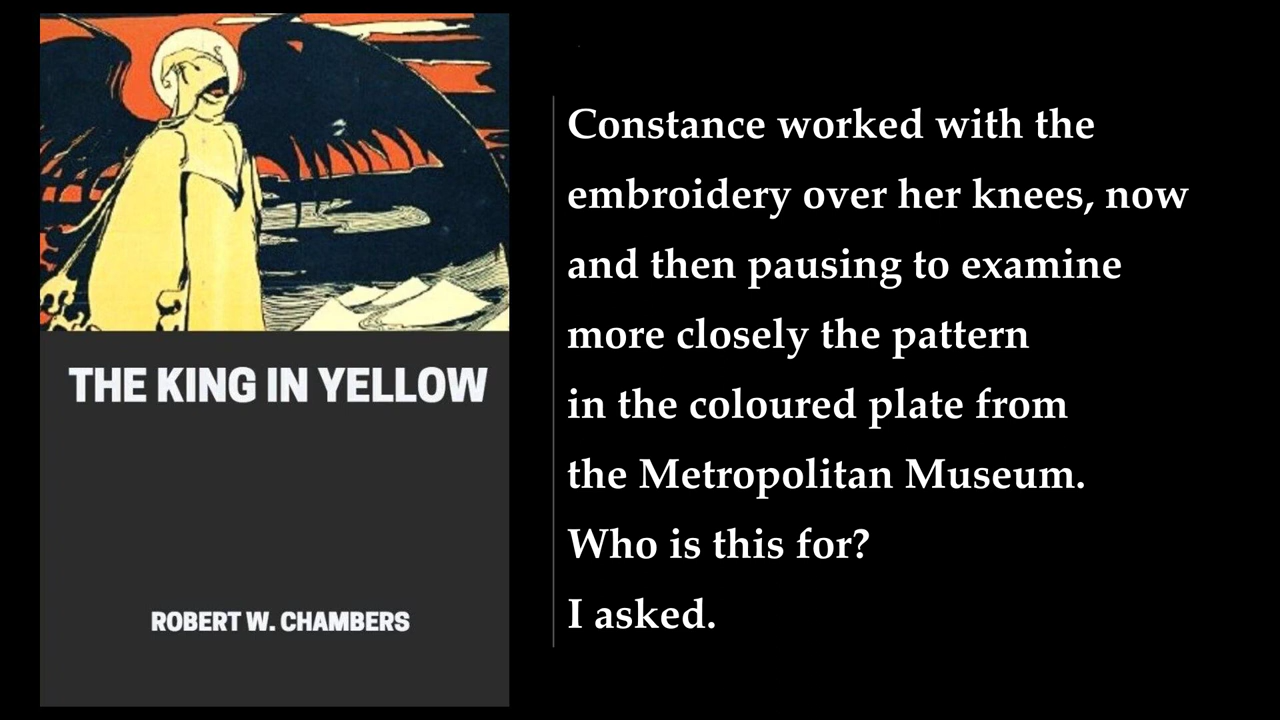 THE KING IN YELLOW
ROBERT W. CHAMBERS
Constance worked with the
embroidery over her knees, now
and then pausing to examine
more closely the pattern
in the coloured plate from
the Metropolitan Museum.
Who is this for?
I asked.